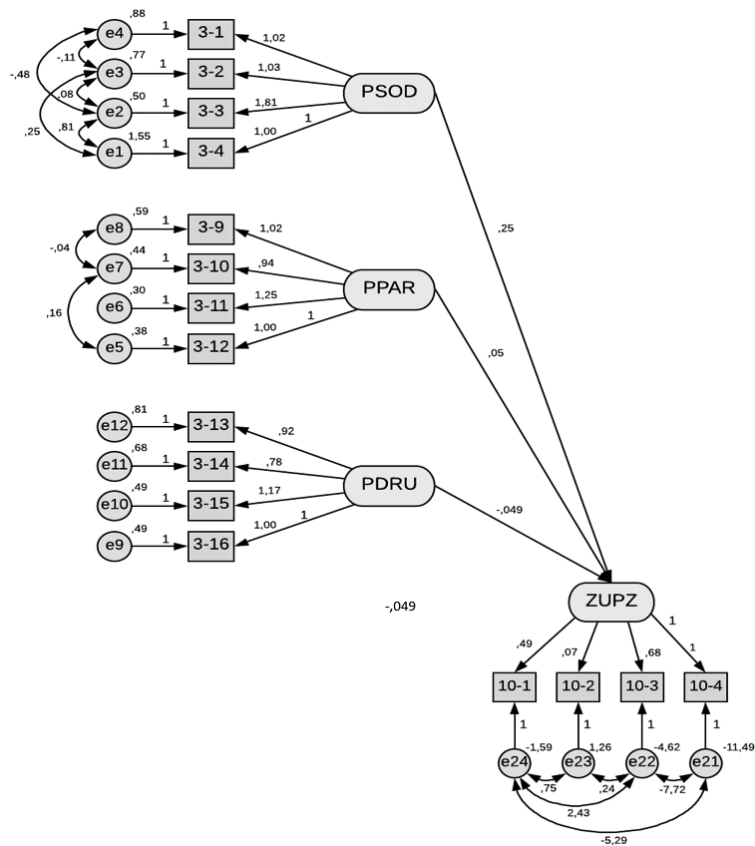 ,88
e4 1 3-1 1,02
-,11 ,77
e3 1 3-2 1,03
PSOD
-,48 ,08 ,50
e2 1 3-3 1,81
,25 ,81 1,55
e1 1 3-4 1,00 1
,25
,59
e8 1 3-9 1,02
-,04 ,44
e7 1 3-10 ,94
PPAR
,30
e6 1 3-11 1,25
,16 ,38
e5 1 3-12 1,00 1
,05
,81
e12 1 3-13 ,92
,68
e11 1 3-14 ,78
PDRU
,49
e10 1 3-15 1,17
,49
e9 1 3-16 1,00 1
-,049
-,049
ZUPZ
1
,49 ,07 ,68 1
10-1 10-2 10-3 10-4
1 1 1 1
-1,59 1,26 -4,62 -11,49
e24 e23 e22 e21
,75 ,24 -7,72
2,43
-5,29